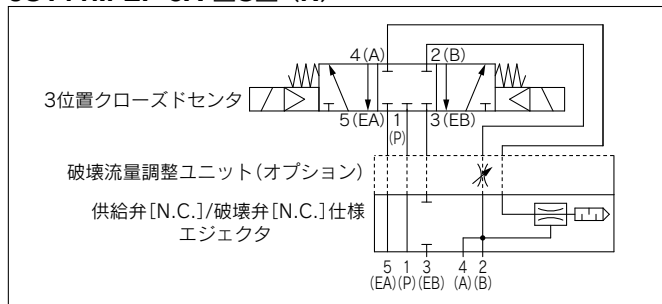 4(A) 2(B)
3位置クローズドセンタ
5(EA) 1 3(EB)
(P)
破壊流量調整ユニット(オプション)
供給弁[N.C.]/破壊弁[N.C.]仕様
エジェクタ
5 1 3 4 2
(EA)(P)(EB) (A)(B)